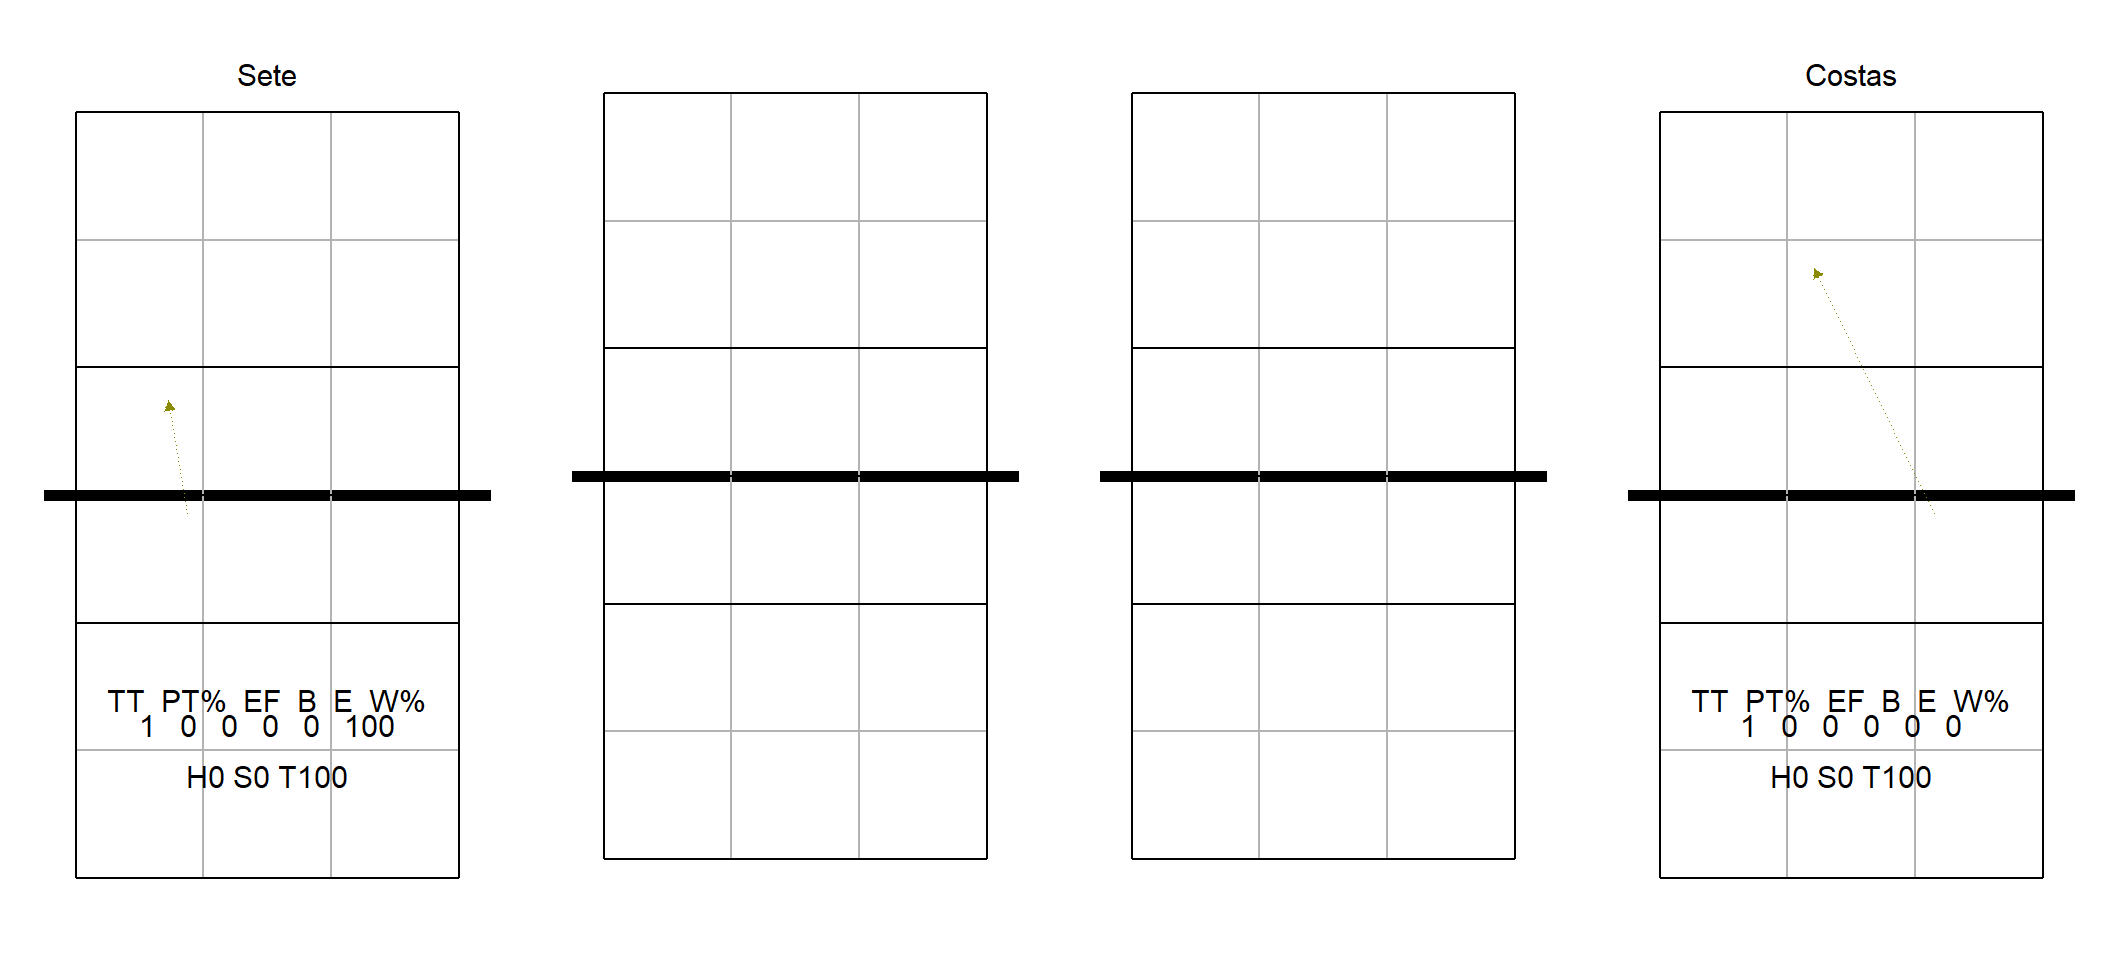 Sete
TT PT% EF B E W%
1 0 0 0 0 100
H0 S0 T100
Costas
TT PT% EF B E W%
1 0 0 0 0 0
H0 S0 T100